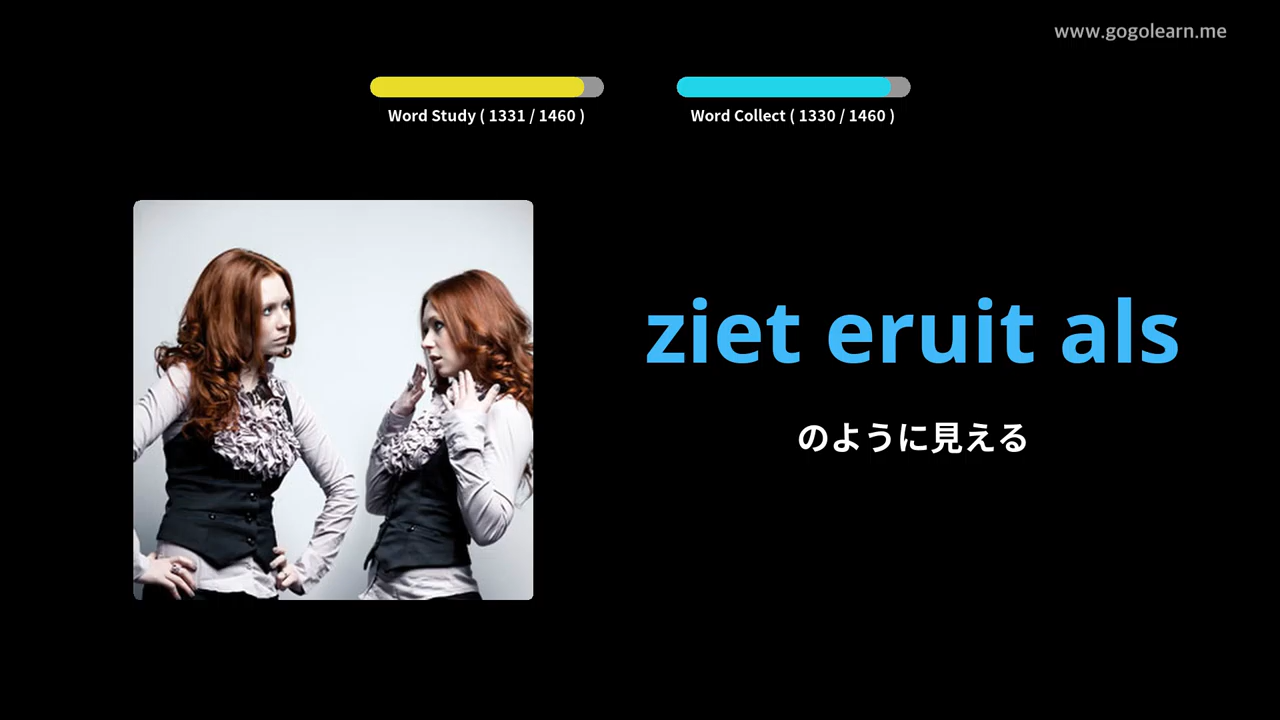 www.gogolearn.me
Word Study ( 1331 / 1460 )
Word Collect ( 1330 / 1460 )
ziet eruit als
のように見える